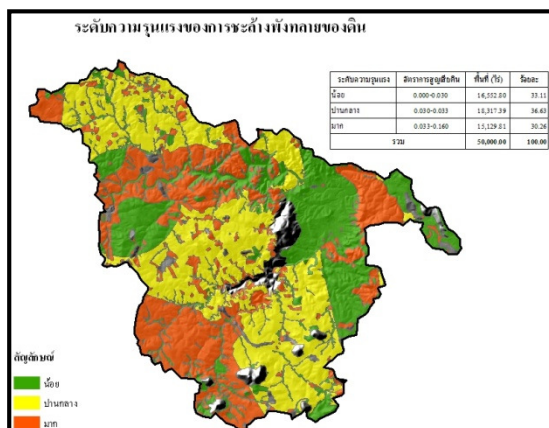 ระดับความรุนแรงของการชะล้างพังทลายของดิน
ระดับความรุนแรง อัตราการสูญเสียดิน พื้นที่ (ไร่) ร้อยละ
น้อย 0.000-0.030 16,552.80 33.11
ปานกลาง 0.030-0.033 18,317.39 36.63
มาก 0.033-0.160 15,129.81 30.26
รวม 50,000.00 100.00
สัญลักษณ์
น้อย
ปานกลาง
มาก